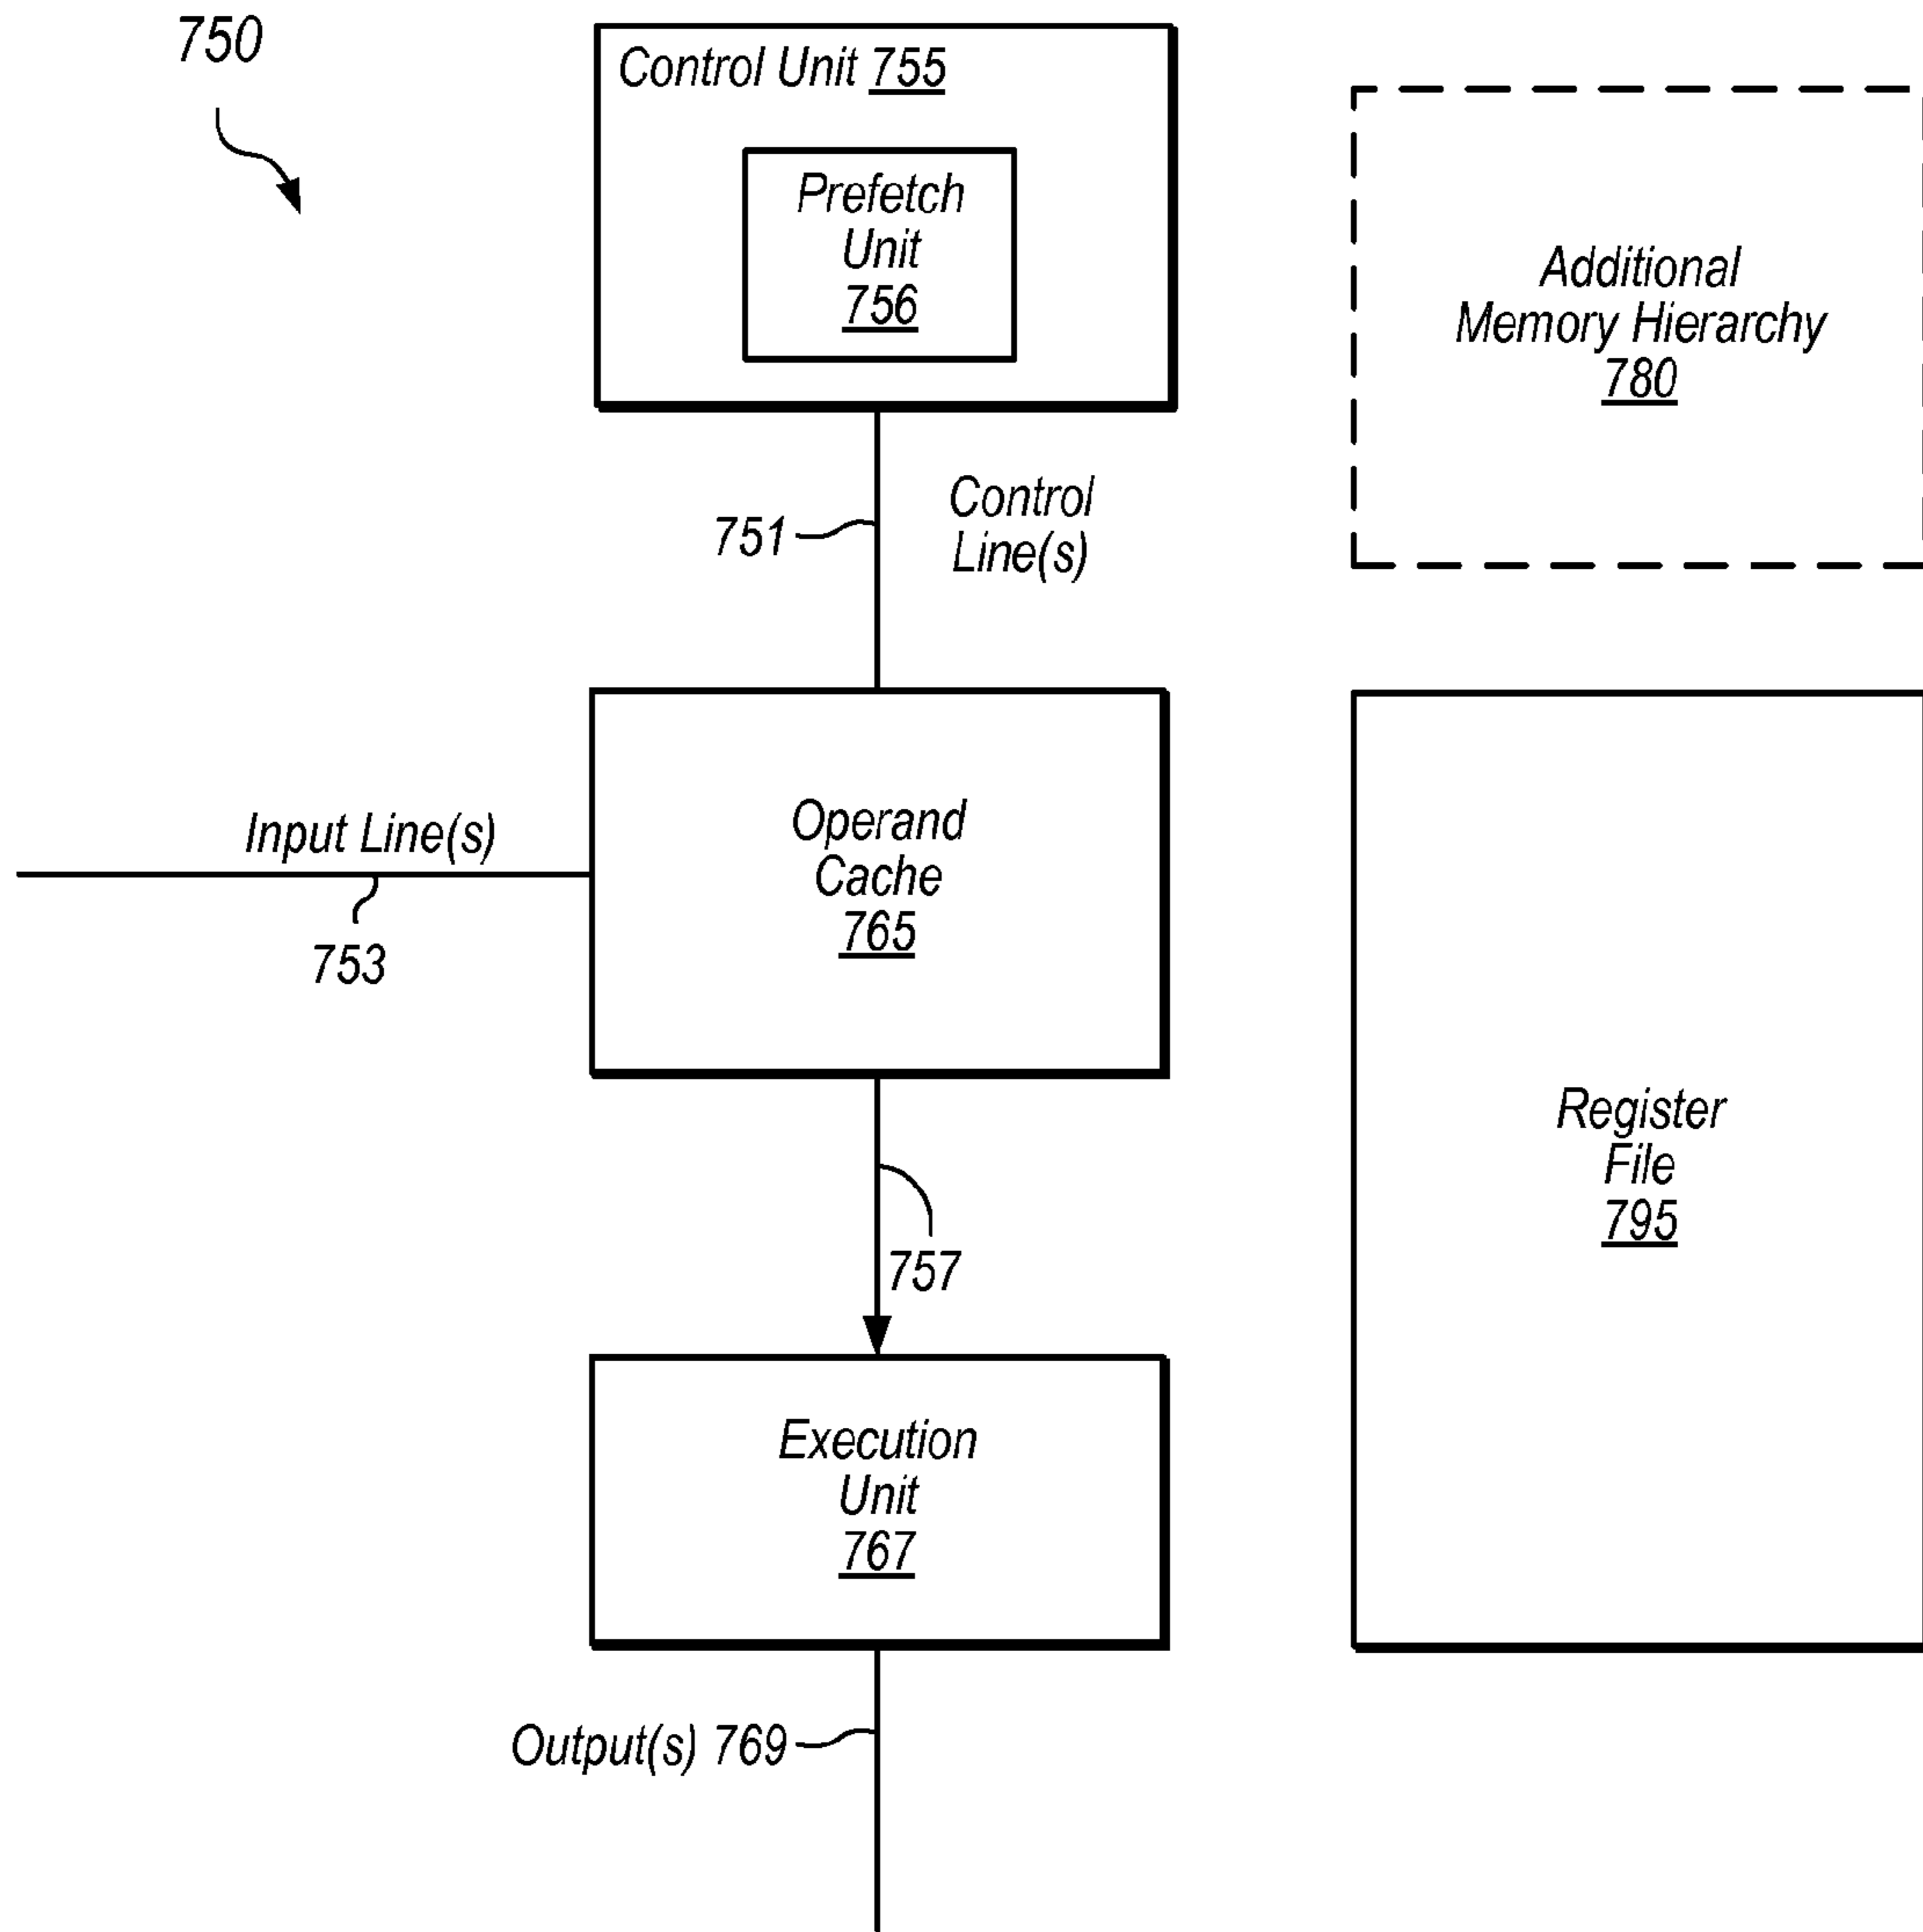 750
Control Unit 755
Prefetch
Unit
756
Additional
Memory Hierarchy
780
751
Control
Line(s)
Input Line(s)
753
Operand
Cache
765
Register
File
795
757
Execution
Unit
767
Output(s) 769